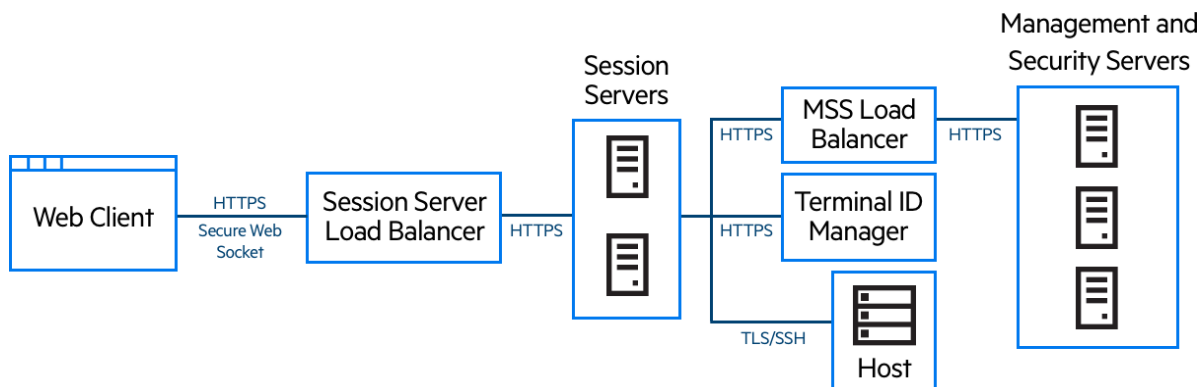 Web Client
HTTPS
Secure Web
Socket
Session Server
Load Balancer
HTTPS
Session
Servers
HTTPS
MSS Load
Balancer
HTTPS
Management and
Security Servers
HTTPS
Terminal ID
Manager
TLS/SSH
Host